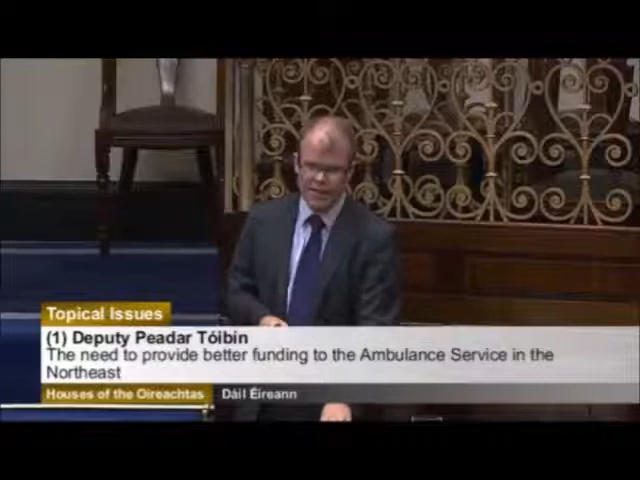 Topical Issues
(1) Deputy Peadar Tóibín
The need to provide better funding to the Ambulance Service in the
Northeast
Houses of the Oireachtas Dáil Éireann